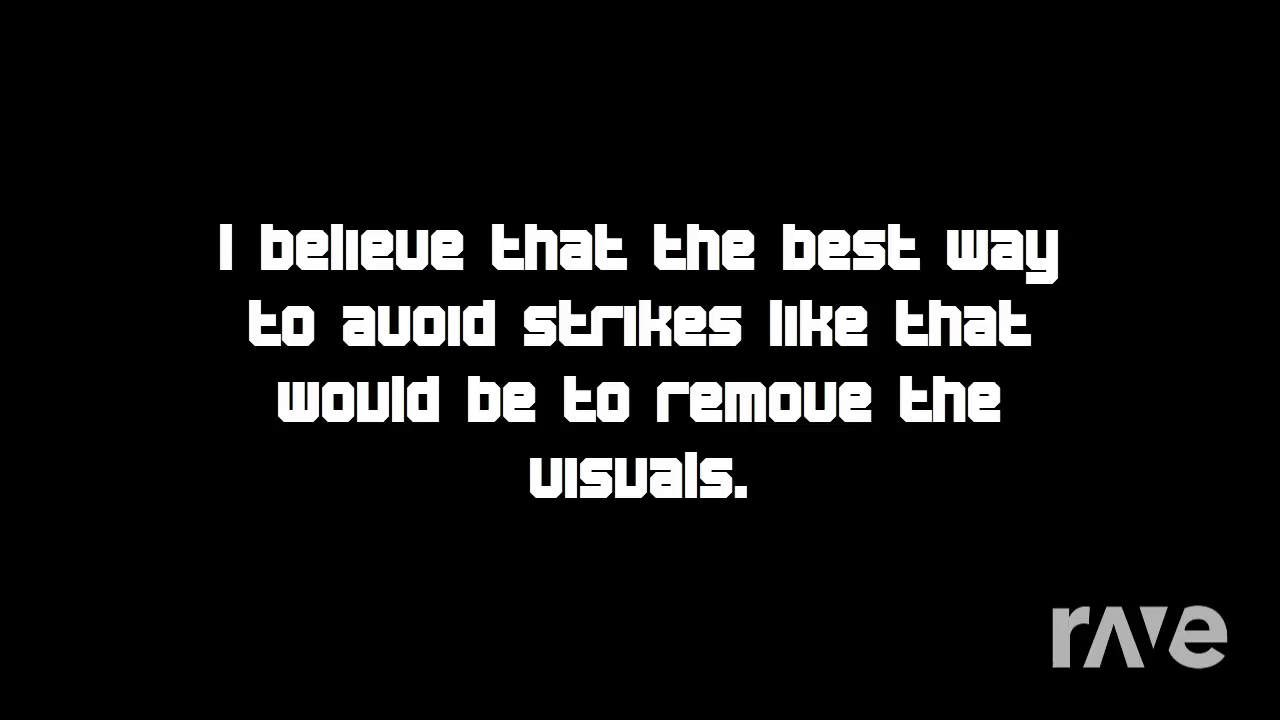 I believe that the best way
to avoid strikes like that
would be to remove the
visuals.
rave